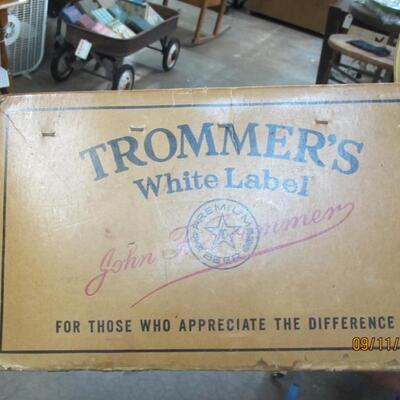 TROMMER'S
White Label
John F. Trommer
PREMIUM
BEER
FOR THOSE WHO APPRECIATE THE DIFFERENCE
09/11/